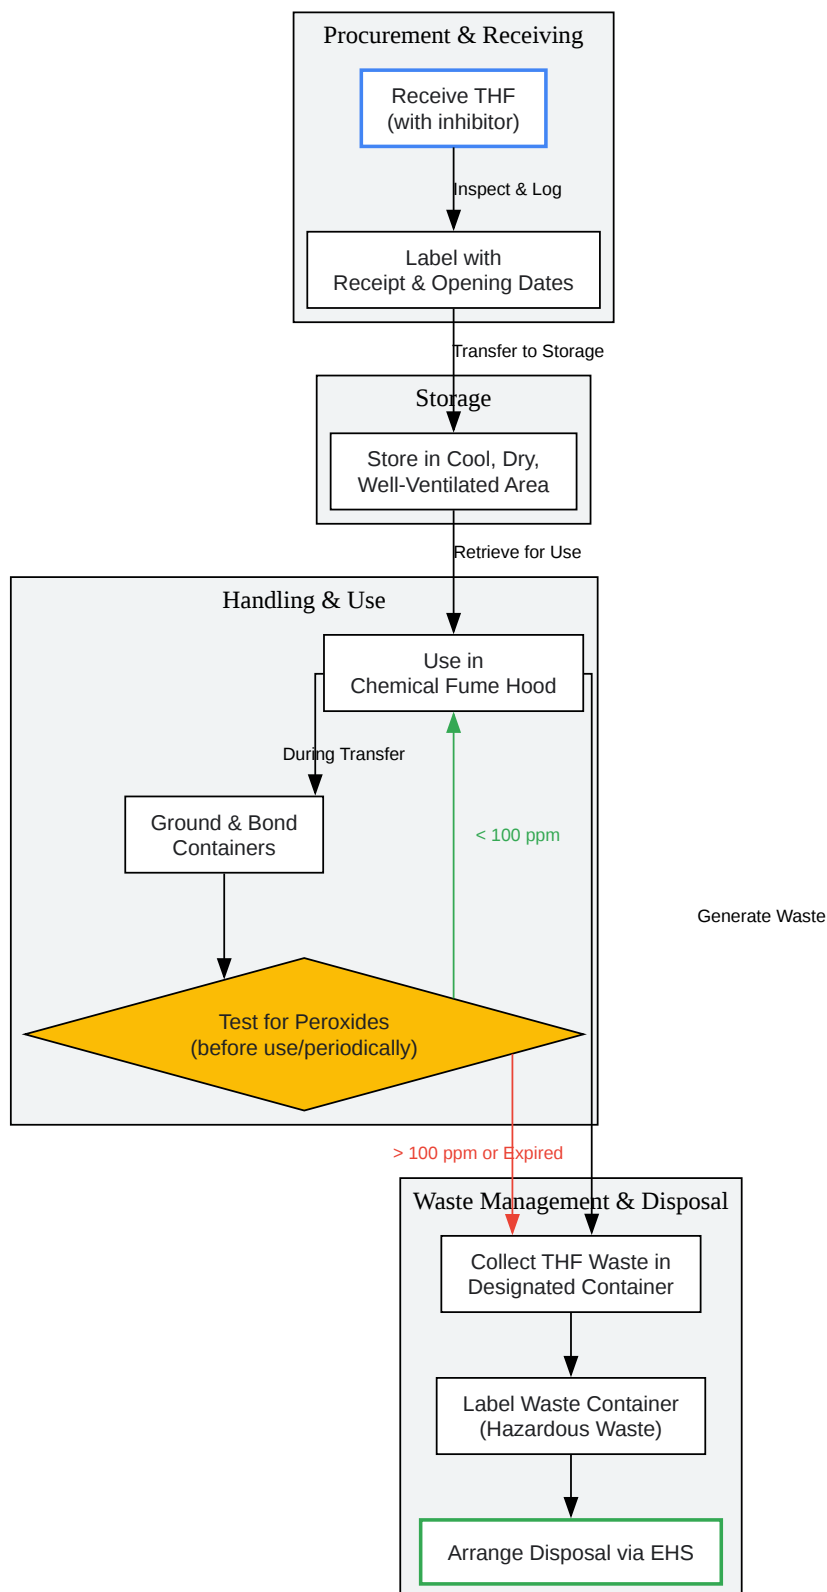 Procurement & Receiving
Receive THF
(with inhibitor)
Inspect & Log
Label with
Receipt & Opening Dates
Transfer to Storage
Storage
Store in Cool, Dry,
Well-Ventilated Area
Retrieve for Use
Handling & Use
Use in
Chemical Fume Hood
During Transfer
Ground & Bond
Containers
< 100 ppm
Generate Waste
Test for Peroxides
(before use/periodically)
> 100 ppm or Expired
Waste Management & Disposal
Collect THF Waste in
Designated Container
Label Waste Container
(Hazardous Waste)
Arrange Disposal via EHS